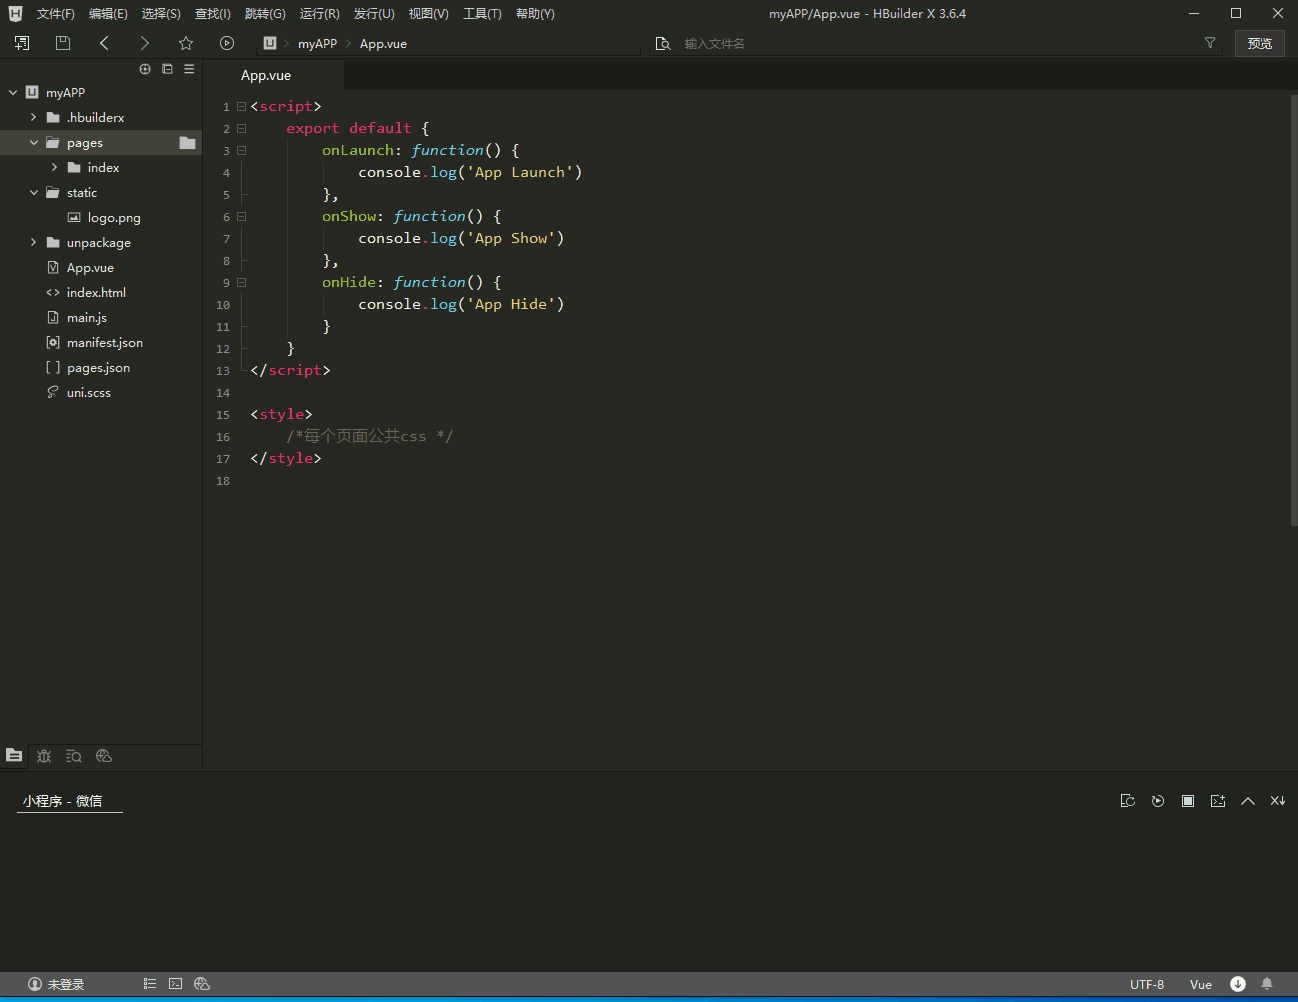 文件(F) 编辑(E) 选择(S) 查找(I) 跳转(G) 运行(R) 发行(U) 视图(V) 工具(T) 帮助(Y) myAPP/App.vue - HBuilder X 3.6.4
myAPP App.vue 输入文件名 预览
myAPP
.hbuilderx
pages
index
static
logo.png
unpackage
App.vue
index.html
main.js
manifest.json
pages.json
uni.scss
App.vue
1 <script>
2 export default {
3 onLaunch: function() {
4 console.log('App Launch')
5 },
6 onShow: function() {
7 console.log('App Show')
8 },
9 onHide: function() {
10 console.log('App Hide')
11 }
12 }
13 </script>
14
15 <style>
16 /*每个页面公共css */
17 </style>
18
小程序 - 微信
未登录 UTF-8 Vue